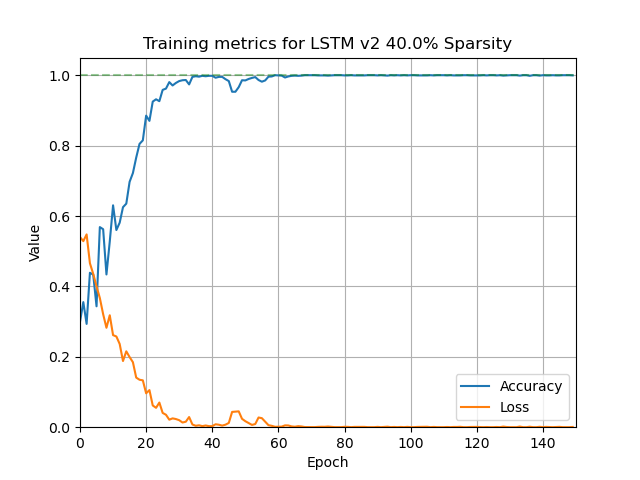 Training metrics for LSTM v2 40.0% Sparsity
1.0
0.8
0.6
0.4
0.2
0.0
Value
0 20 40 60 80 100 120 140
Epoch
Accuracy
Loss